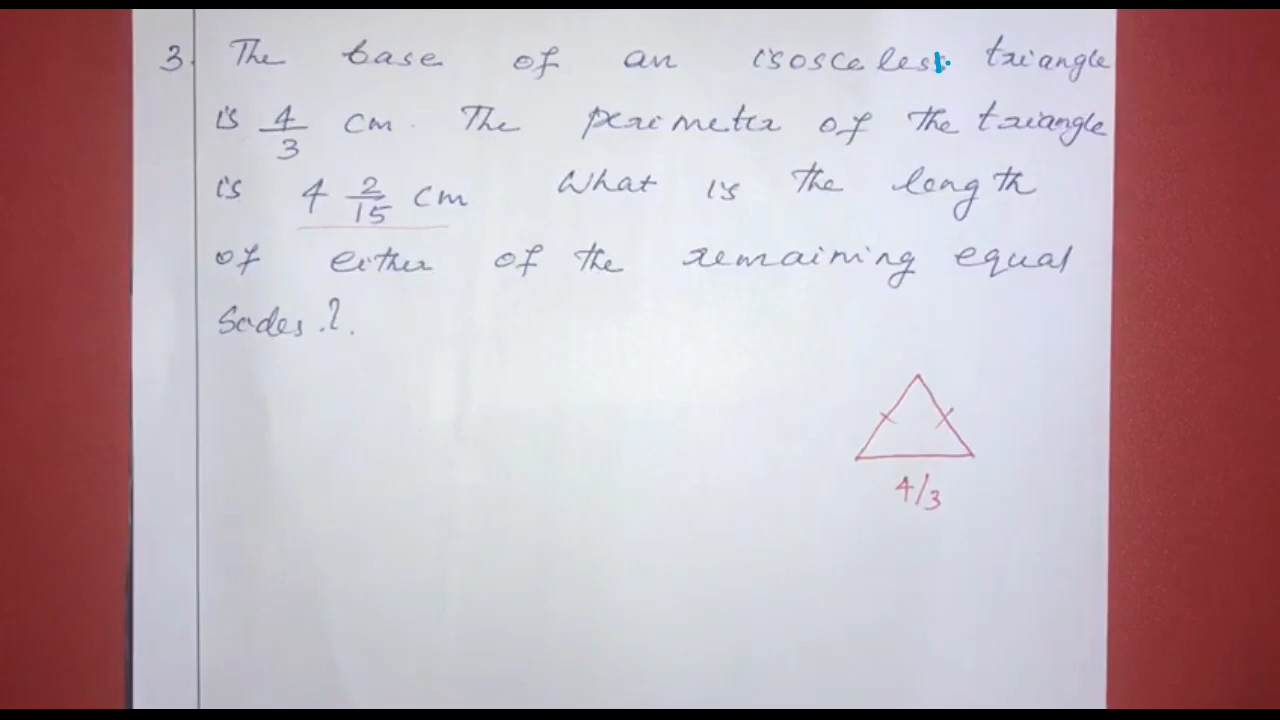 3. The base of an isosceles triangle
is 4/3 cm. The perimeter of the triangle
is 4 2/15 cm What is the length
of either of the remaining equal
Sades.?.
4/3